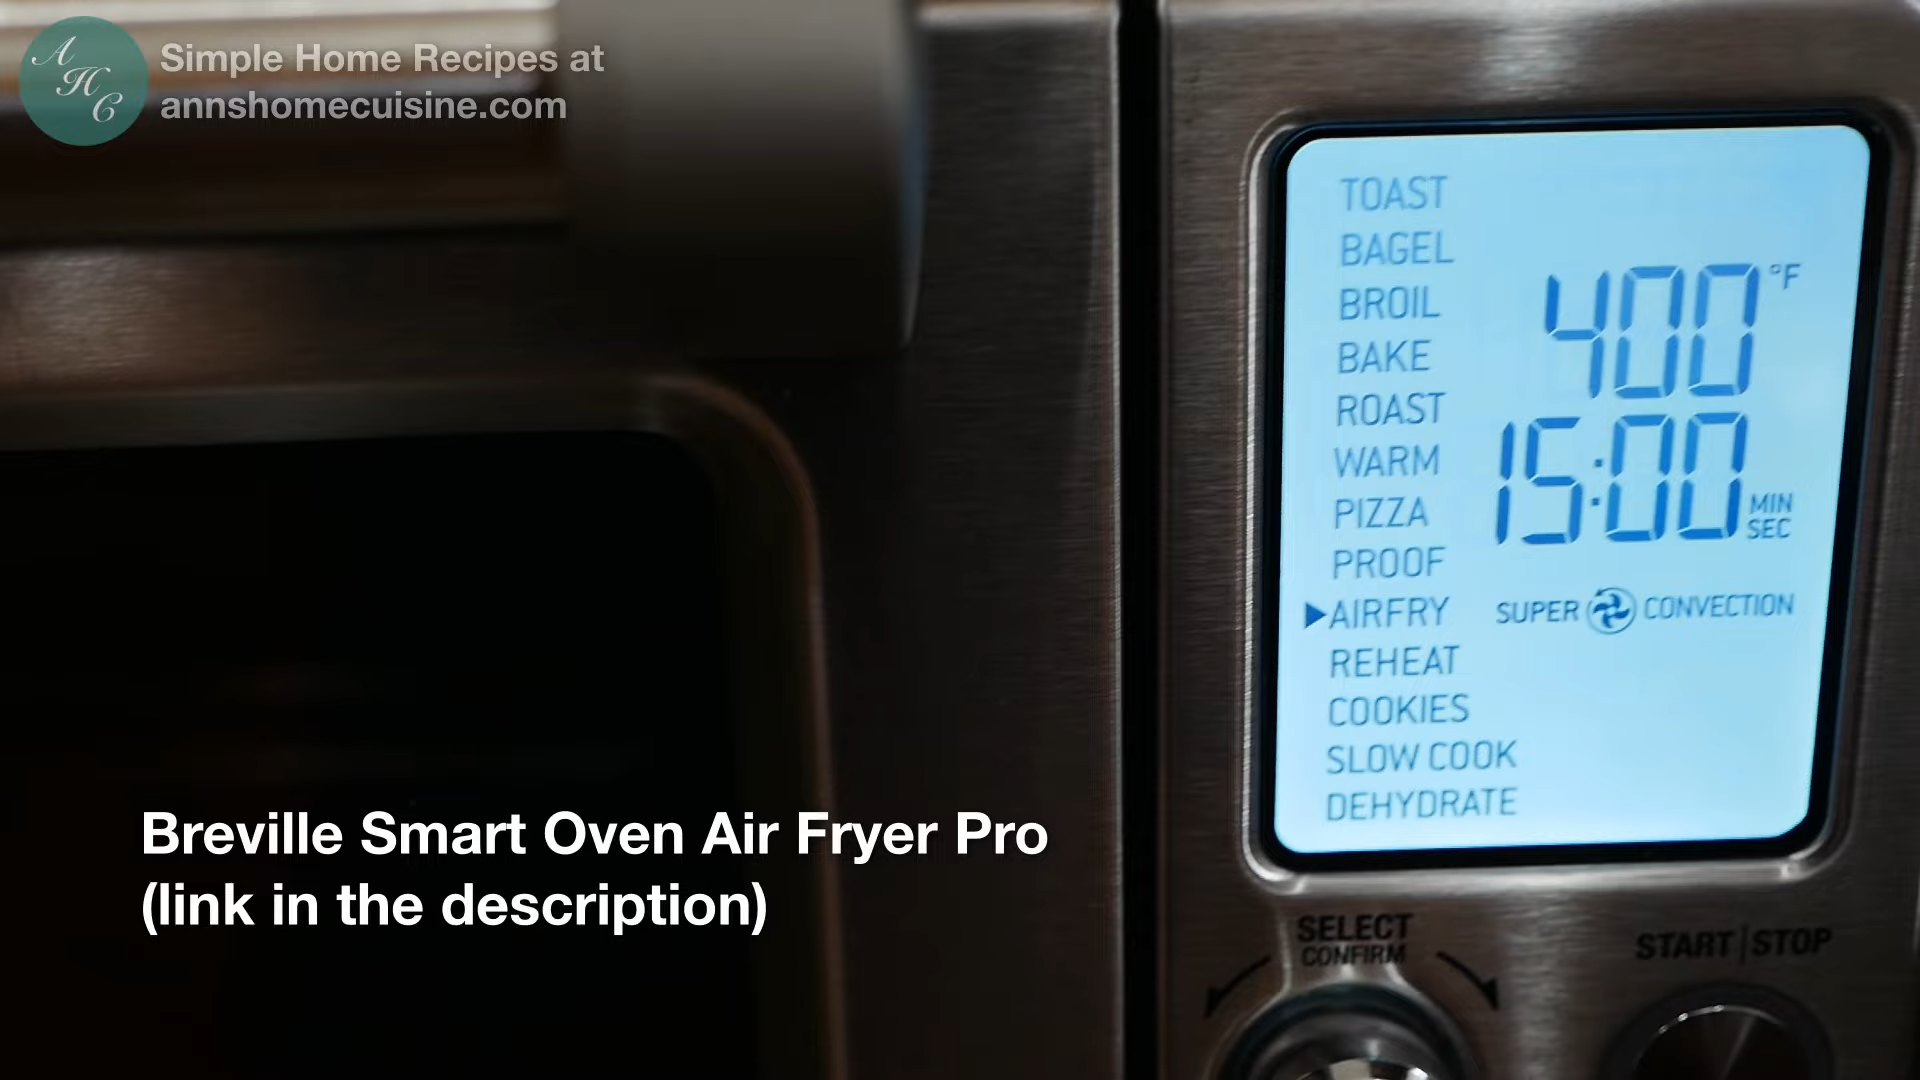 AHC
Simple Home Recipes at
annshomecuisine.com
TOAST
BAGEL
BROIL
BAKE
ROAST
WARM
PIZZA
PROOF
AIRFRY
REHEAT
COOKIES
SLOW COOK
DEHYDRATE
400 °F
15:00 MIN
SEC
SUPER CONVECTION
Breville Smart Oven Air Fryer Pro
(link in the description)
SELECT
CONFIRM
START|STOP